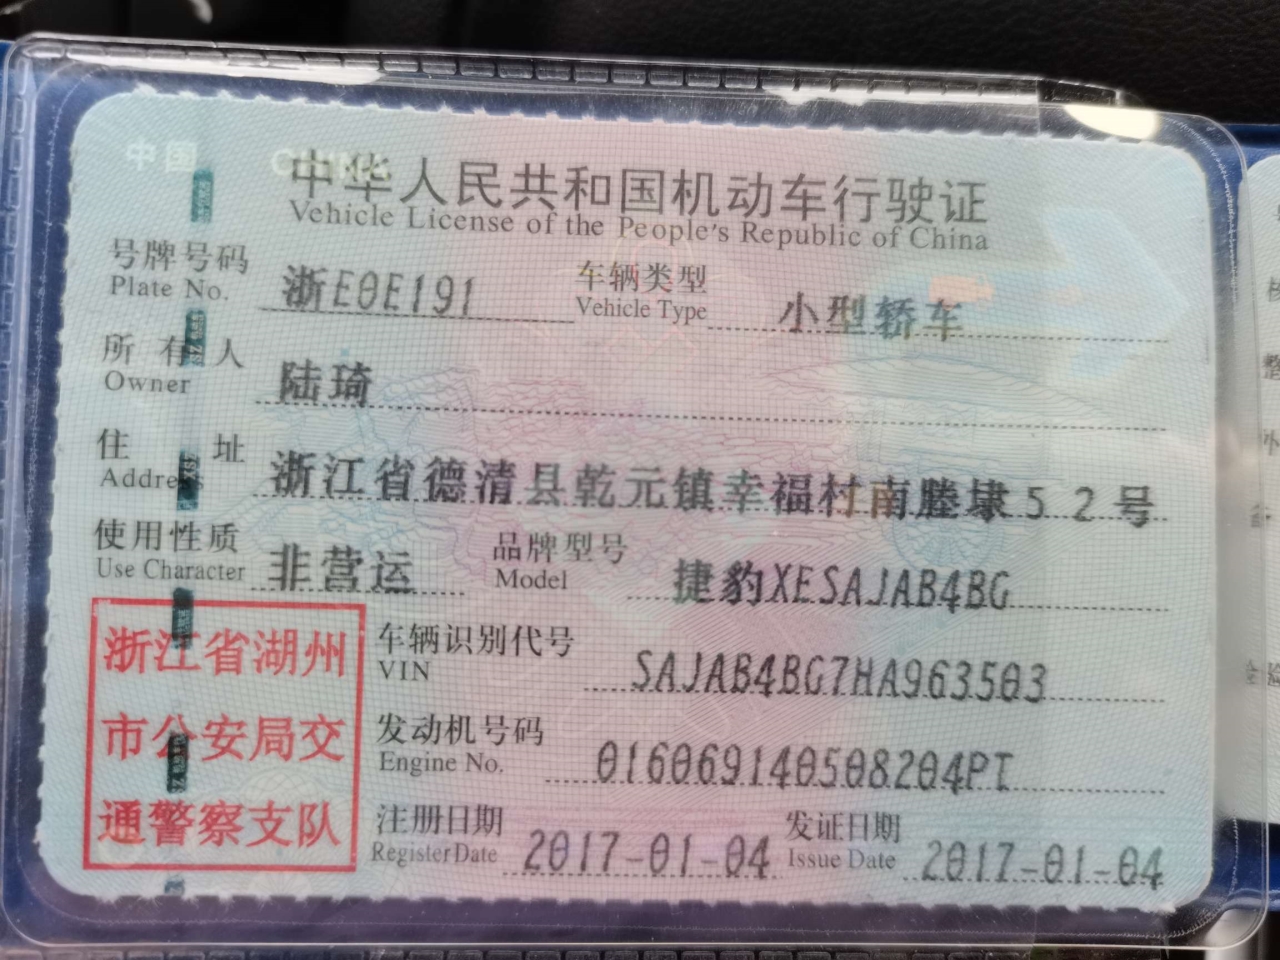 中国 CHINA
中华人民共和国机动车行驶证
Vehicle License of the People's Republic of China
号牌号码 浙E0E191 车辆类型 小型轿车
Plate No. Vehicle Type
所有人 陆琦
Owner
住址 浙江省德清县乾元镇幸福村南塍埭52号
Address
使用性质 非营运 品牌型号 捷豹XESAJAB4BG
Use Character Model
浙江省湖州
市公安局交
通警察支队
车辆识别代号 SAJAB4BG7HA963503
VIN
发动机号码 016069140508204PT
Engine No.
注册日期 2017-01-04 发证日期 2017-01-04
Register Date Issue Date